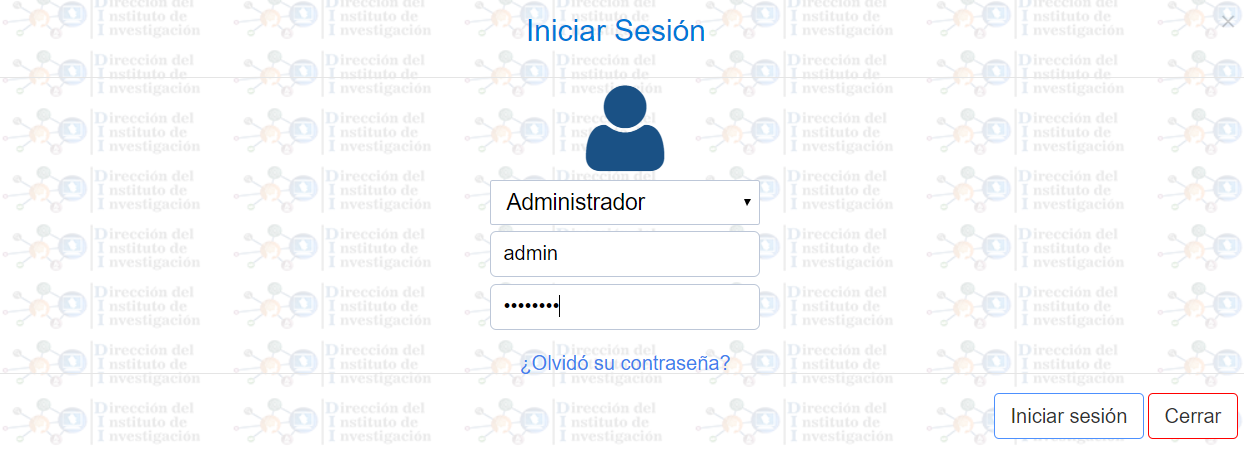 Iniciar Sesión
×
Dirección del
Instituto de
Investigación
Administrador
admin
••••••••
¿Olvidó su contraseña?
Iniciar sesión
Cerrar